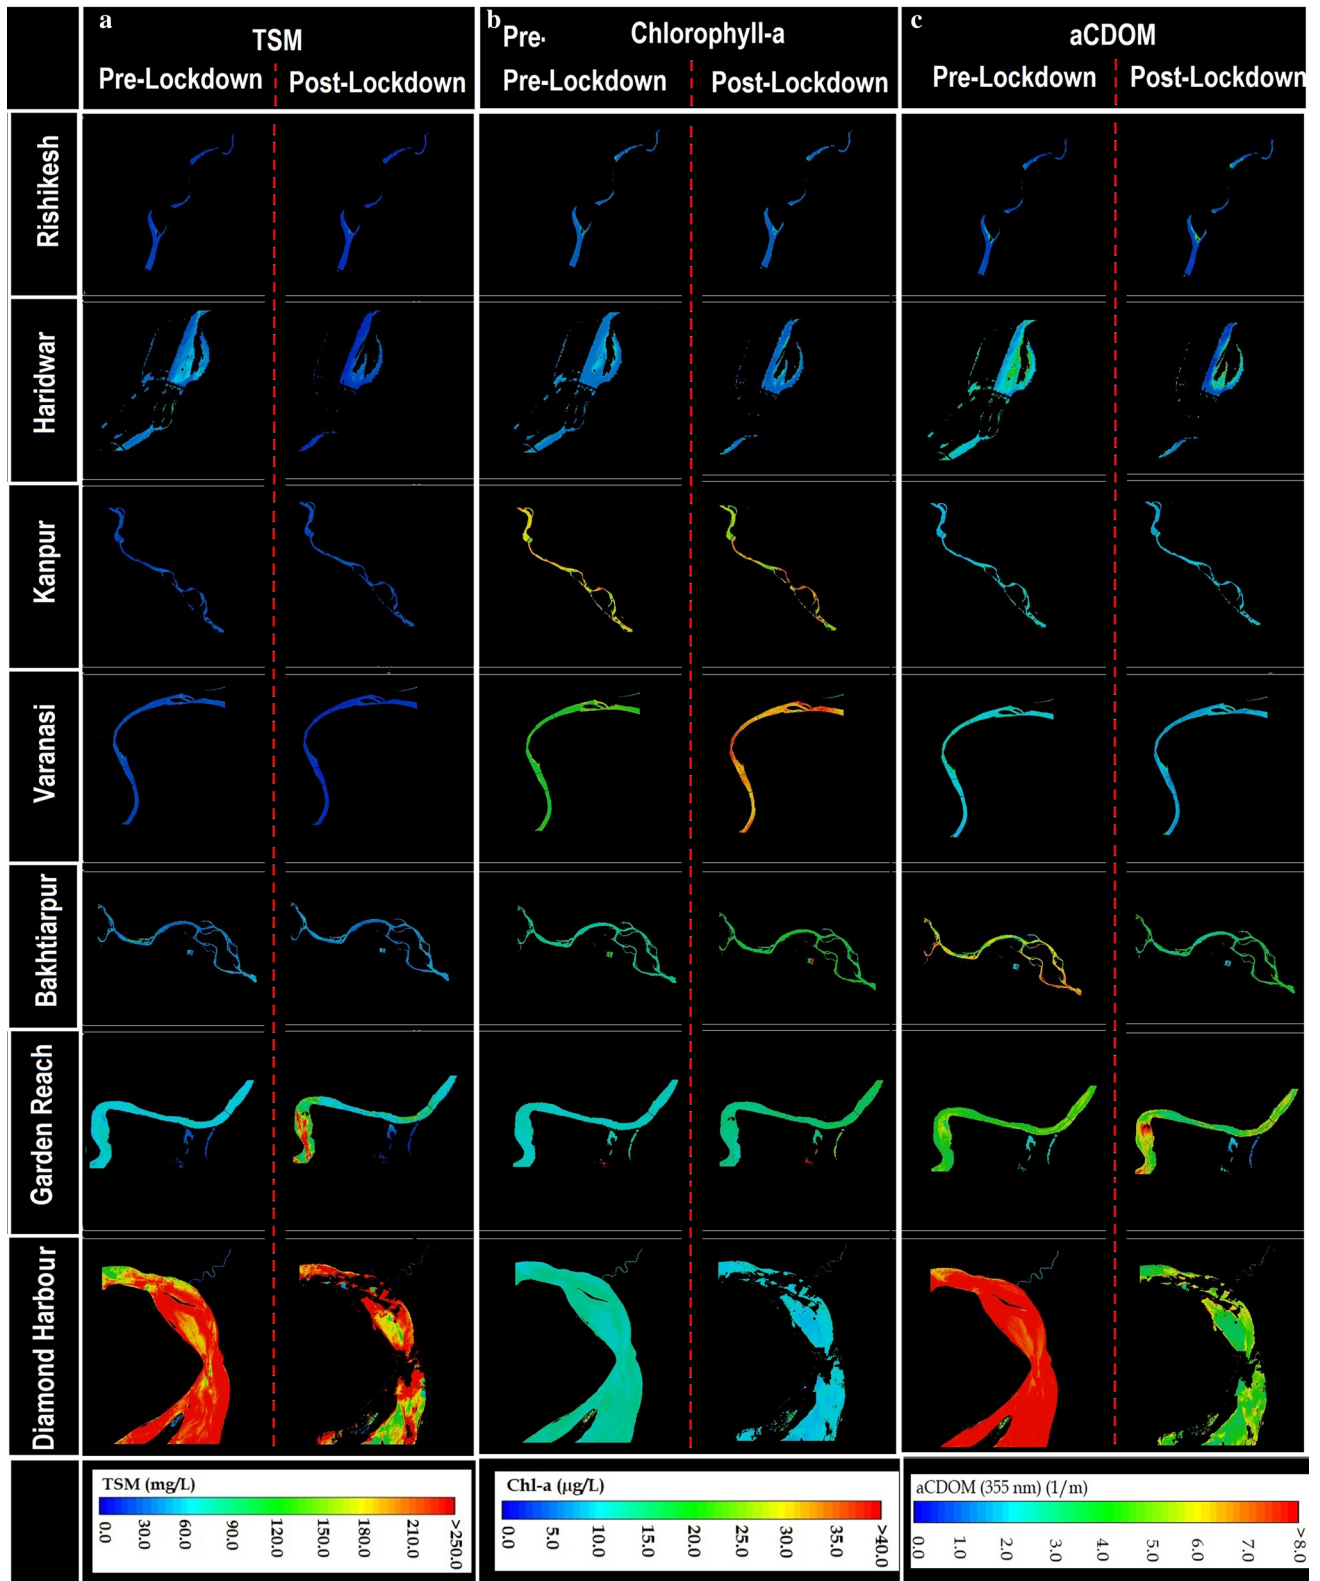 a
TSM
Pre-Lockdown
Post-Lockdown
b
Pre-
Chlorophyll-a
Pre-Lockdown
Post-Lockdown
c
aCDOM
Pre-Lockdown
Post-Lockdown
Rishikesh
Haridwar
Kanpur
Varanasi
Bakhtiarpur
Garden Reach
Diamond Harbour
TSM (mg/L)
0.0
30.0
60.0
90.0
120.0
150.0
180.0
210.0
>250.0
Chl-a (µg/L)
0.0
5.0
10.0
15.0
20.0
25.0
30.0
35.0
>40.0
aCDOM (355 nm) (1/m)
0.0
1.0
2.0
3.0
4.0
5.0
6.0
7.0
>8.0